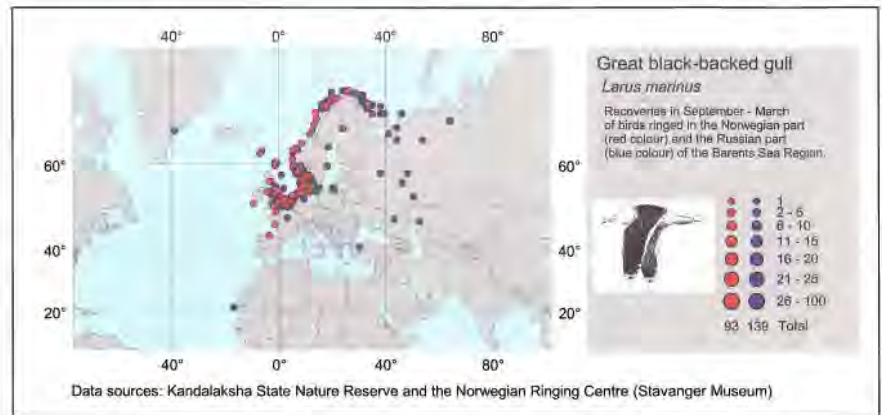 40° 0° 40° 80°
60° 60°
40° 40°
20° 20°
40° 0° 40° 80°
Great black-backed gull
Larus marinus
Recoveries in September - March
of birds ringed in the Norwegian part
(red colour) and the Russian part
(blue colour) of the Barents Sea Region.
1
2 - 5
6 - 10
11 - 15
16 - 20
21 - 25
26 - 100
93 139 Total
Data sources: Kandalaksha State Nature Reserve and the Norwegian Ringing Centre (Stavanger Museum)